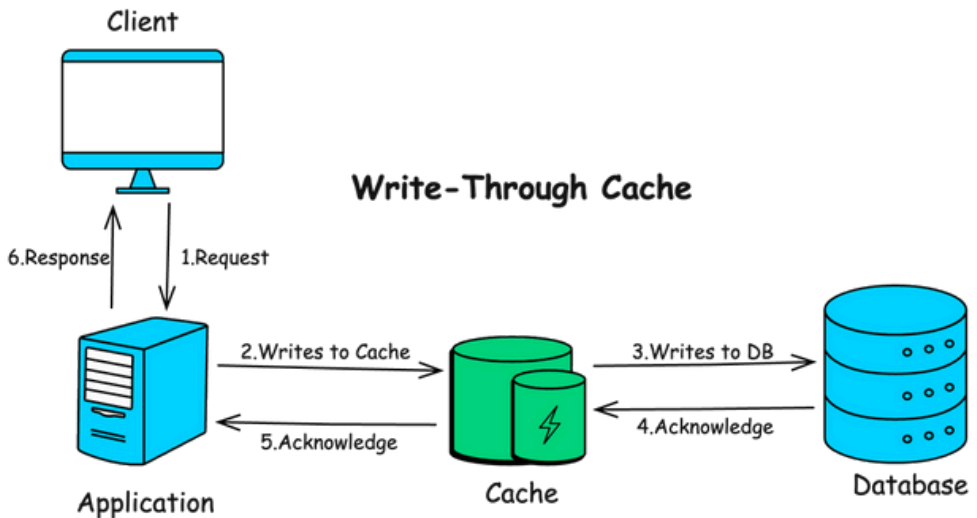 Client
Write-Through Cache
6.Response
1.Request
2.Writes to Cache
3.Writes to DB
4.Acknowledge
5.Acknowledge
Application
Cache
Database